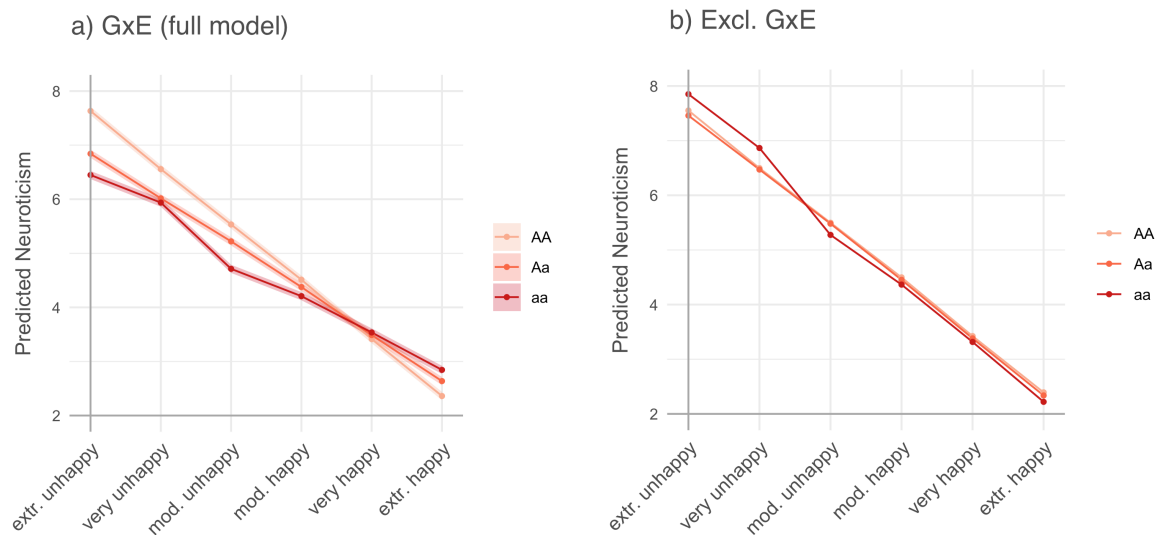 a) GxE (full model)
Predicted Neuroticism
8
6
4
2
extr. unhappy
very unhappy
mod. unhappy
mod. happy
very happy
extr. happy
AA
Aa
aa
b) Excl. GxE
Predicted Neuroticism
8
6
4
2
extr. unhappy
very unhappy
mod. unhappy
mod. happy
very happy
extr. happy
AA
Aa
aa